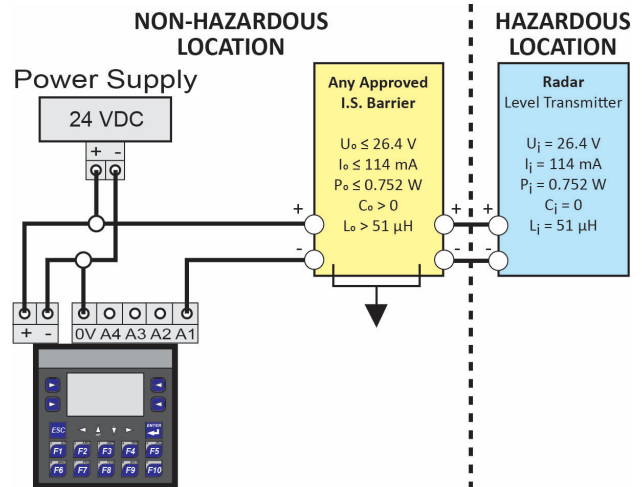 NON-HAZARDOUS
LOCATION
HAZARDOUS
LOCATION
Power Supply
24 VDC
+ -
Any Approved
I.S. Barrier
Uₒ ≤ 26.4 V
Iₒ ≤ 114 mA
Pₒ ≤ 0.752 W
Cₒ > 0
Lₒ > 51 µH
Radar
Level Transmitter
Uᵢ = 26.4 V
Iᵢ = 114 mA
Pᵢ = 0.752 W
Cᵢ = 0
Lᵢ = 51 µH
+ + +
- - -
+ - 0V A4 A3 A2 A1
ESC ENTER
F1 F2 F3 F4 F5
F6 F7 F8 F9 F10